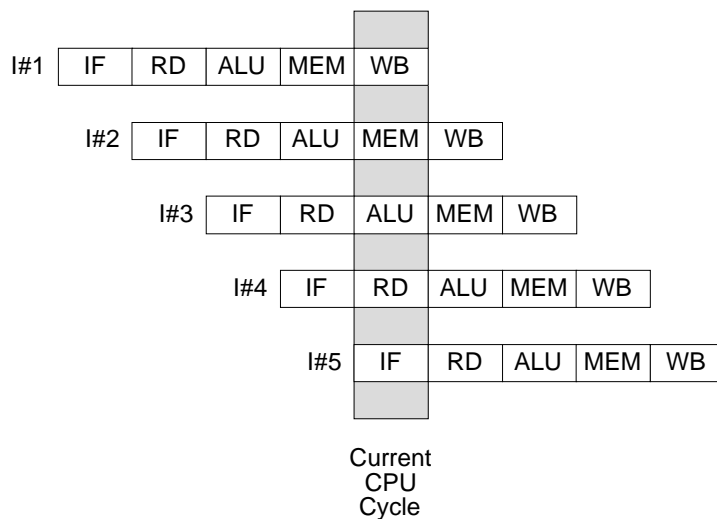 I#1 IF RD ALU MEM WB
I#2 IF RD ALU MEM WB
I#3 IF RD ALU MEM WB
I#4 IF RD ALU MEM WB
I#5 IF RD ALU MEM WB
Current
CPU
Cycle